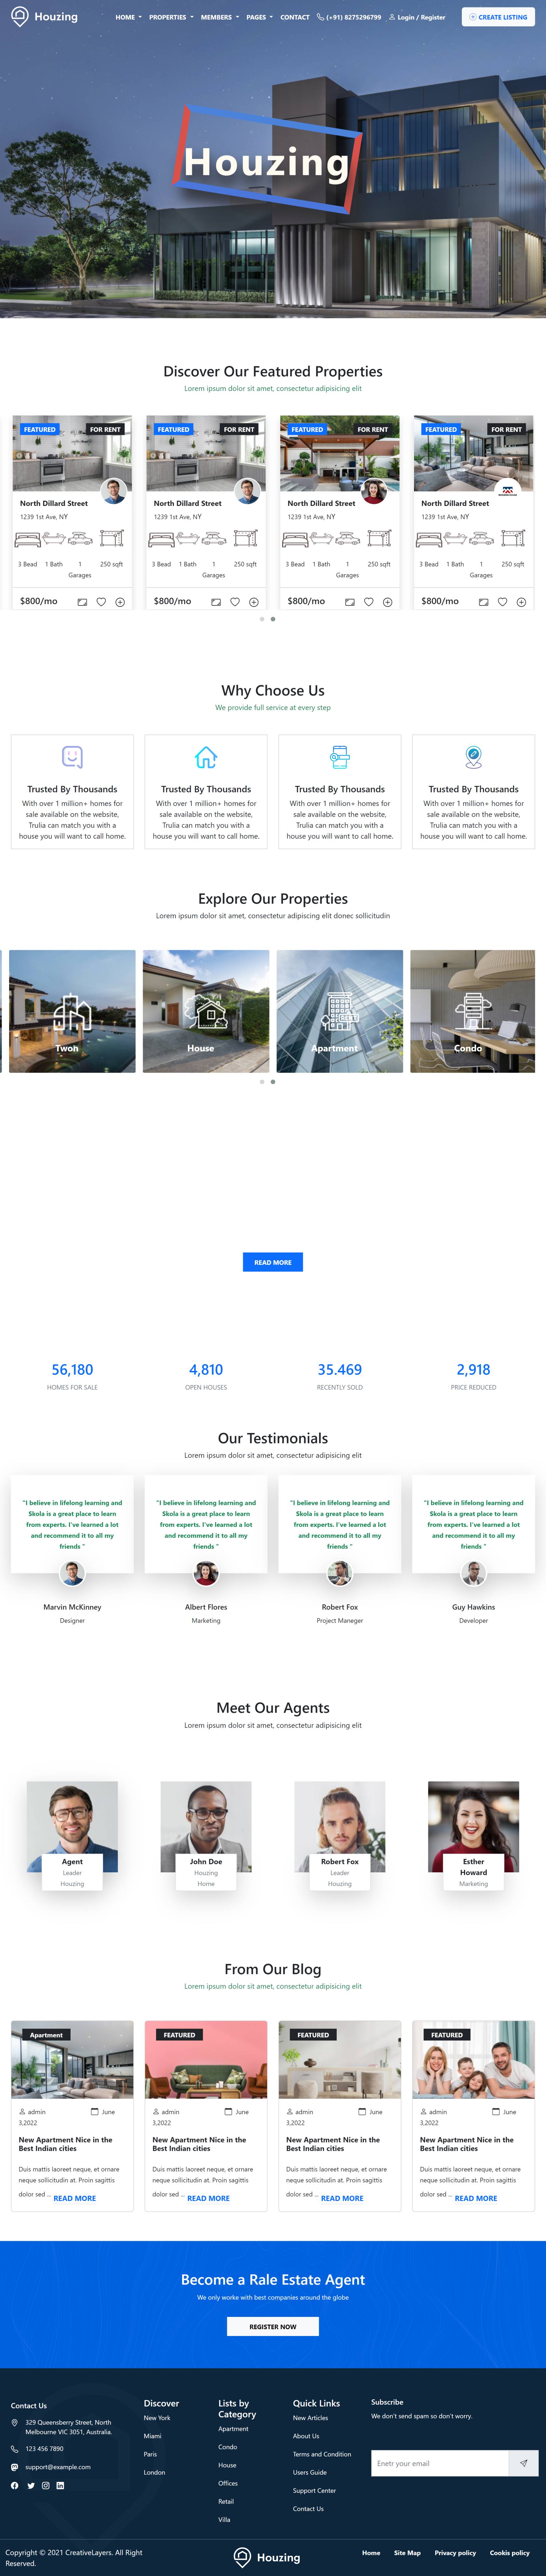 Houzing
HOME PROPERTIES MEMBERS PAGES CONTACT (+91) 8275296799 Login / Register CREATE LISTING
Houzing
Discover Our Featured Properties
Lorem ipsum dolor sit amet, consectetur adipisicing elit
FEATURED FOR RENT FEATURED FOR RENT FEATURED FOR RENT FEATURED FOR RENT
North Dillard Street North Dillard Street North Dillard Street North Dillard Street
1239 1st Ave, NY 1239 1st Ave, NY 1239 1st Ave, NY 1239 1st Ave, NY
3 Bead 1 Bath 1 250 sqft 3 Bead 1 Bath 1 250 sqft 3 Bead 1 Bath 1 250 sqft 3 Bead 1 Bath 1 250 sqft
Garages Garages Garages Garages
$800/mo $800/mo $800/mo $800/mo
Why Choose Us
We provide full service at every step
Trusted By Thousands Trusted By Thousands Trusted By Thousands Trusted By Thousands
With over 1 million+ homes for With over 1 million+ homes for With over 1 million+ homes for With over 1 million+ homes for
sale available on the website, sale available on the website, sale available on the website, sale available on the website,
Trulia can match you with a Trulia can match you with a Trulia can match you with a Trulia can match you with a
house you will want to call home. house you will want to call home. house you will want to call home. house you will want to call home.
Explore Our Properties
Lorem ipsum dolor sit amet, consectetur adipiscing elit donec sollicitudin
Twoh House Apartment Condo
READ MORE
56,180 4,810 35.469 2,918
HOMES FOR SALE OPEN HOUSES RECENTLY SOLD PRICE REDUCED
Our Testimonials
Lorem ipsum dolor sit amet, consectetur adipisicing elit
"I believe in lifelong learning and "I believe in lifelong learning and "I believe in lifelong learning and "I believe in lifelong learning and
Skola is a great place to learn Skola is a great place to learn Skola is a great place to learn Skola is a great place to learn
from experts. I've learned a lot from experts. I've learned a lot from experts. I've learned a lot from experts. I've learned a lot
and recommend it to all my and recommend it to all my and recommend it to all my and recommend it to all my
friends " friends " friends " friends "
Marvin McKinney Albert Flores Robert Fox Guy Hawkins
Designer Marketing Project Maneger Developer
Meet Our Agents
Lorem ipsum dolor sit amet, consectetur adipisicing elit
Agent John Doe Robert Fox Esther
Leader Houzing Leader Howard
Houzing Home Houzing Marketing
From Our Blog
Lorem ipsum dolor sit amet, consectetur adipisicing elit
Apartment FEATURED FEATURED FEATURED
admin June admin June admin June admin June
3,2022 3,2022 3,2022 3,2022
New Apartment Nice in the New Apartment Nice in the New Apartment Nice in the New Apartment Nice in the
Best Indian cities Best Indian cities Best Indian cities Best Indian cities
Duis mattis laoreet neque, et ornare Duis mattis laoreet neque, et ornare Duis mattis laoreet neque, et ornare Duis mattis laoreet neque, et ornare
neque sollicitudin at. Proin sagittis neque sollicitudin at. Proin sagittis neque sollicitudin at. Proin sagittis neque sollicitudin at. Proin sagittis
dolor sed ... READ MORE dolor sed ... READ MORE dolor sed ... READ MORE dolor sed ... READ MORE
Become a Rale Estate Agent
We only worke with best companies around the globe
REGISTER NOW
Contact Us
329 Queensberry Street, North
Melbourne VIC 3051, Australia.
123 456 7890
support@example.com
Discover
New York
Miami
Paris
London
Lists by
Category
Apartment
Condo
House
Offices
Retail
Villa
Quick Links
New Articles
About Us
Terms and Condition
Users Guide
Support Center
Contact Us
Subscribe
We don't send spam so don't worry.
Enetr your email
Copyright © 2021 CreativeLayers. All Right
Reserved.
Houzing
Home Site Map Privacy policy Cookis policy